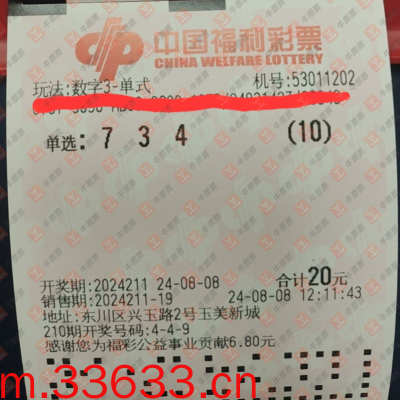 中国福利彩票
CHINA WELFARE LOTTERY
玩法:数字3-单式 机号:53011202
单选: 7 3 4 (10)
开奖期:2024211 24-08-08 合计20元
销售期:2024211-19 24-08-08 12:11:43
地址:东川区兴玉路2号玉美新城
210期开奖号码:4-4-9
感谢您为福彩公益事业贡献6.80元
m.33633.cn